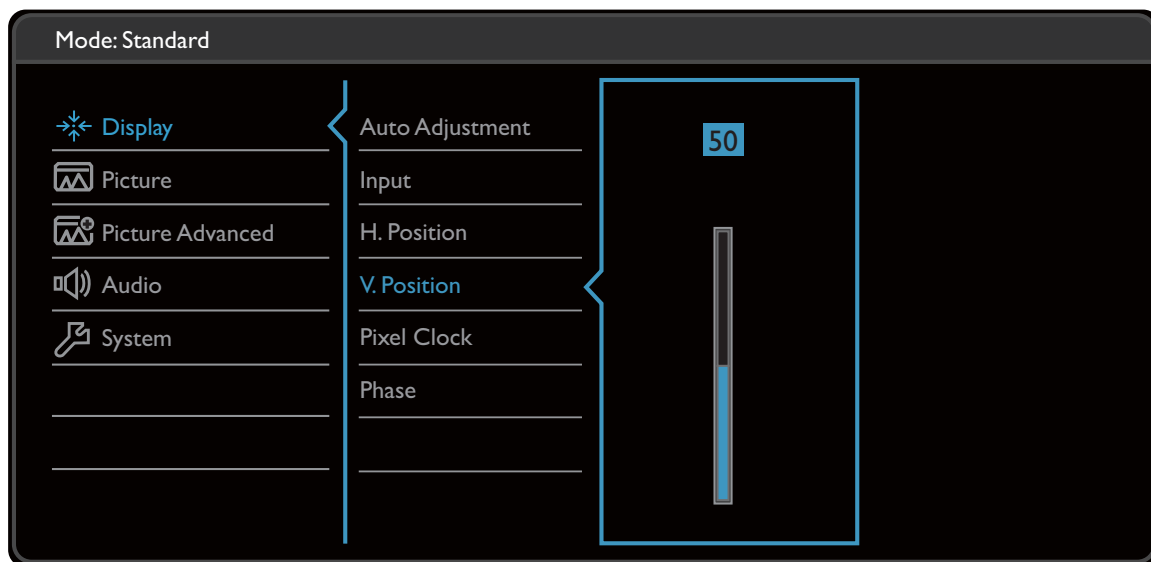 Mode: Standard
Display
Picture
Picture Advanced
Audio
System
Auto Adjustment
Input
H. Position
V. Position
Pixel Clock
Phase
50